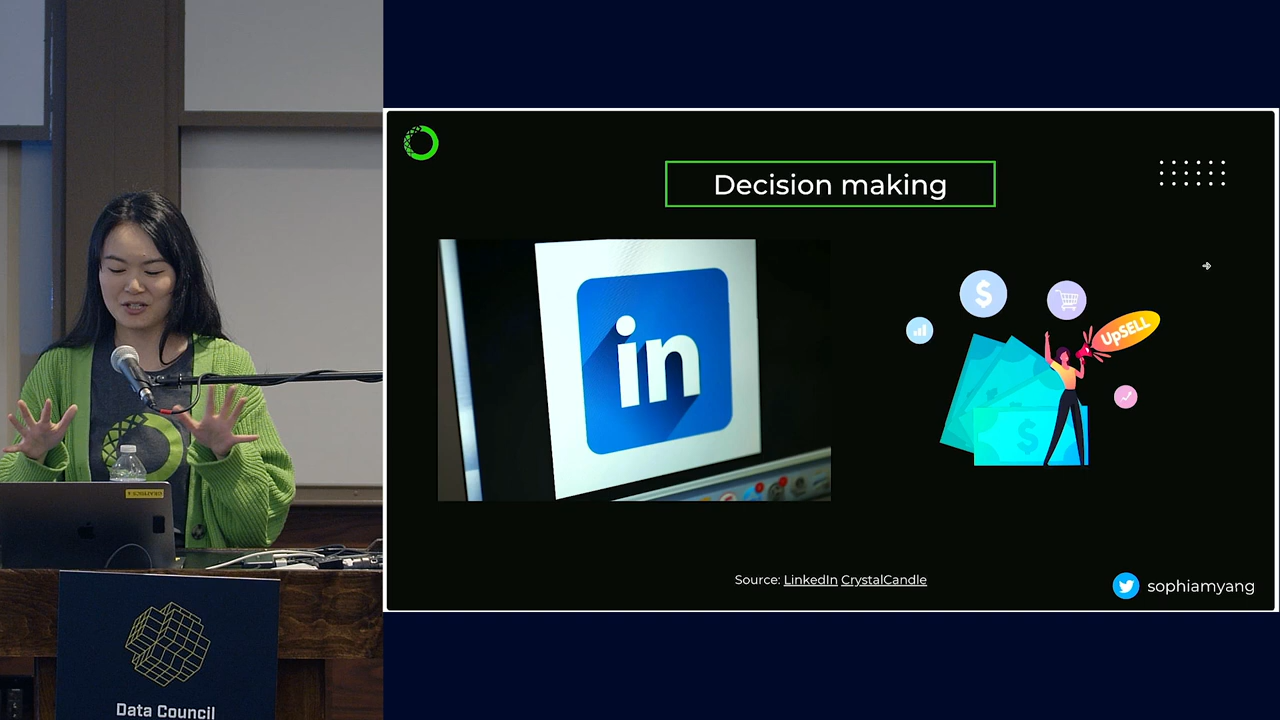 Decision making
in
UpSELL
$
$
Source: LinkedIn CrystalCandle
sophiamyang
Data Council